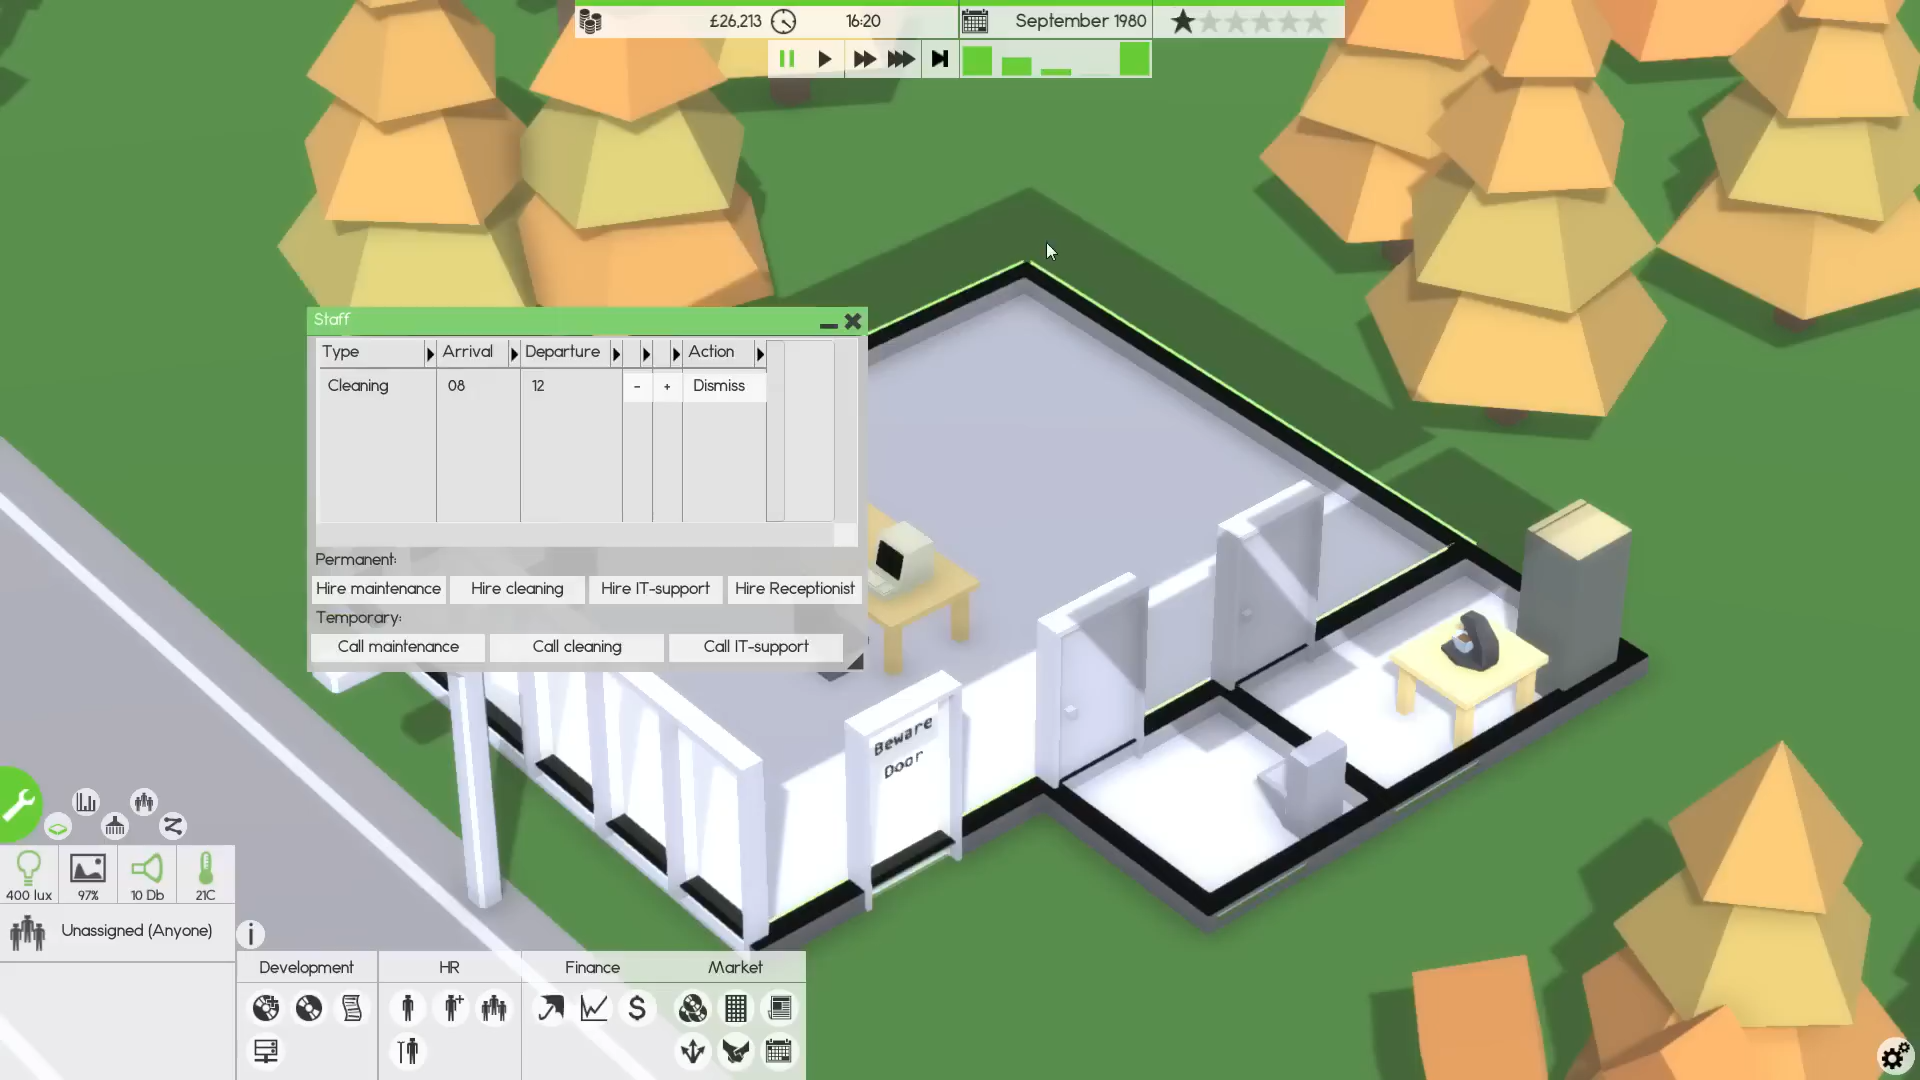 £26,213
16:20
September 1980
Staff
Type Arrival Departure Action
Cleaning 08 12 - + Dismiss
Permanent:
Hire maintenance Hire cleaning Hire IT-support Hire Receptionist
Temporary:
Call maintenance Call cleaning Call IT-support
Beware
Door
400 lux 97% 10 Db 21C
Unassigned (Anyone)
i
Development HR Finance Market